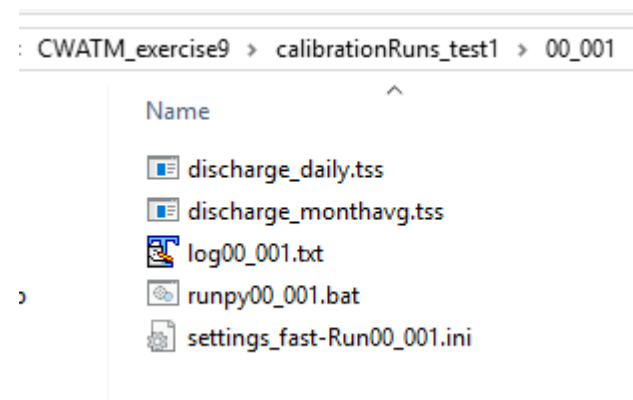 CWATM_exercise9 > calibrationRuns_test1 > 00_001
Name
discharge_daily.tss
discharge_monthavg.tss
log00_001.txt
runpy00_001.bat
settings_fast-Run00_001.ini